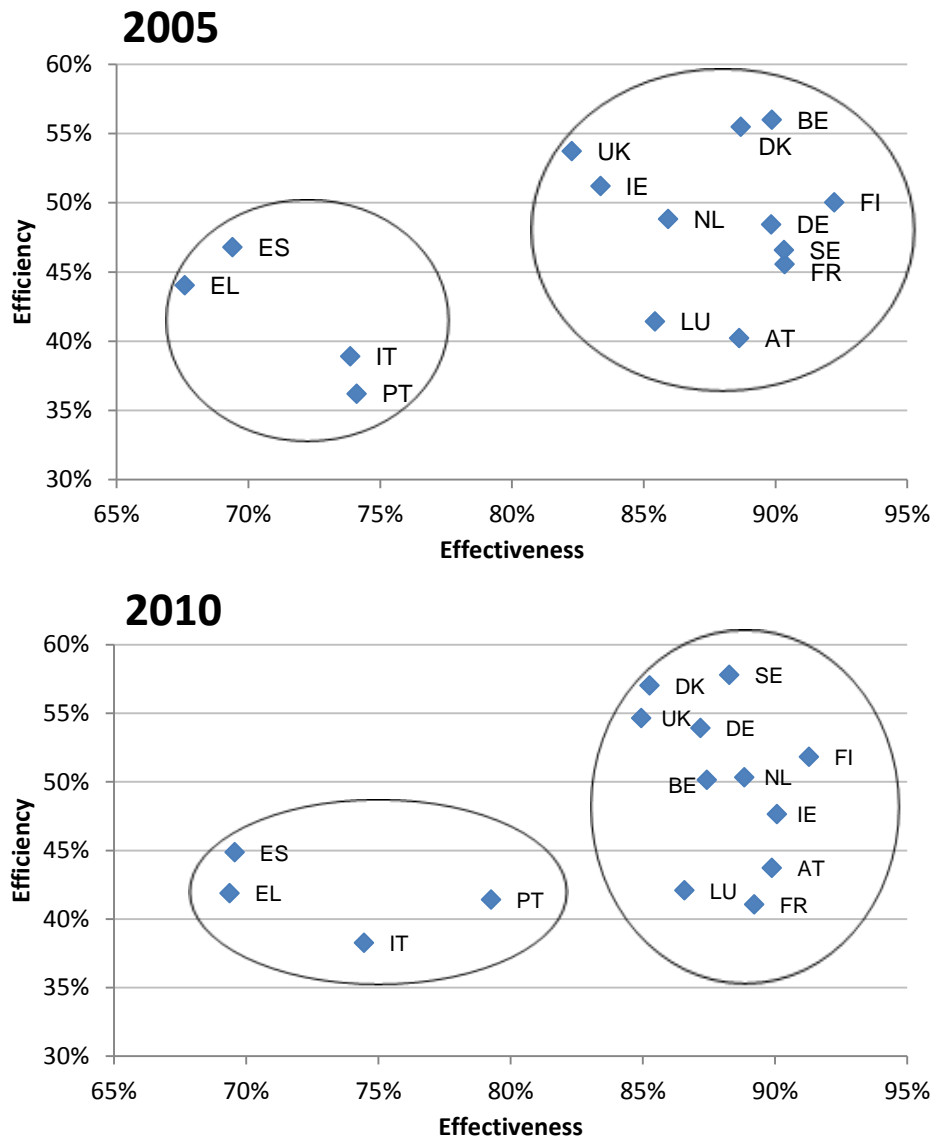 2005
60%
BE
55%
DK
UK
IE
50%
FI
NL
DE
ES
SE
45%
FR
EL
LU
AT
40%
IT
PT
35%
30%
65%
70%
75%
80%
85%
90%
95%
Efficiency
Effectiveness
2010
60%
SE
DK
55%
UK
DE
FI
50%
BE
NL
IE
45%
ES
AT
EL
LU
PT
FR
40%
IT
35%
30%
65%
70%
75%
80%
85%
90%
95%
Efficiency
Effectiveness